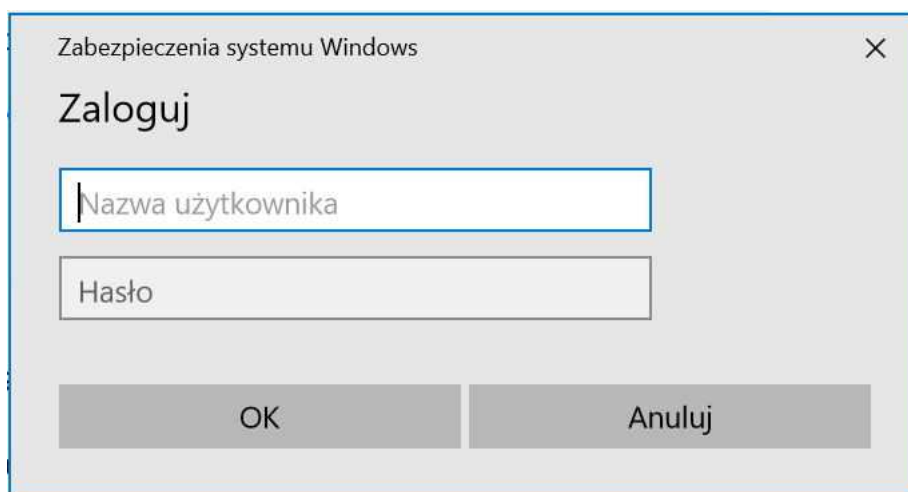 Zabezpieczenia systemu Windows
Zaloguj
Nazwa użytkownika
Hasło
OK
Anuluj